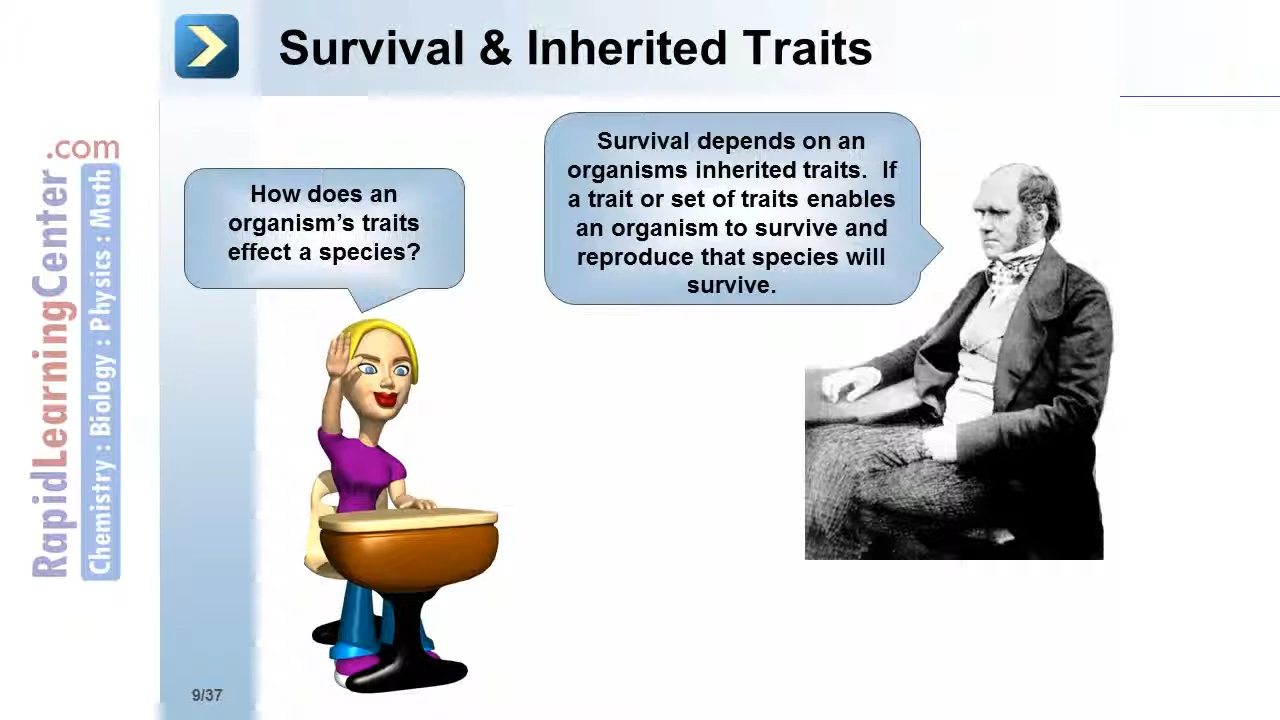 Survival & Inherited Traits
How does an
organism’s traits
effect a species?
Survival depends on an
organisms inherited traits.  If
a trait or set of traits enables
an organism to survive and
reproduce that species will
survive.
RapidLearningCenter.com
Chemistry : Biology : Physics : Math
9/37